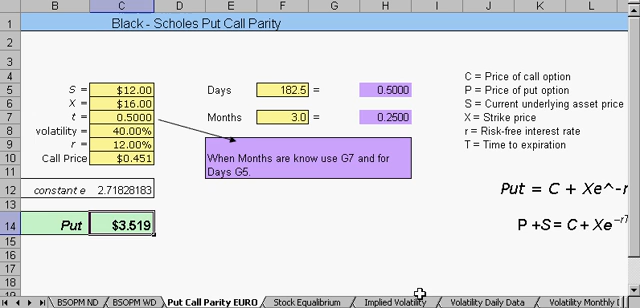 B C D E F G H I J K L
1 Black - Scholes Put Call Parity
2
3
4 C = Price of call option
5 S = $12.00 Days 182.5 = 0.5000 P = Price of put option
6 X = $16.00 S = Current underlying asset price
7 t = 0.5000 Months 3.0 = 0.2500 X = Strike price
8 volatility = 40.00% r = Risk-free interest rate
9 r = 12.00% T = Time to expiration
10 Call Price $0.451 When Months are know use G7 and for
11 Days G5.
12 constant e 2.71828183 Put = C + Xe^-r
13
14 Put $3.519 P + S = C + Xe^-rT
15
16
17
18
19
BSOPM ND BSOPM WD Put Call Parity EURO Stock Equilibrium Implied Volatility Volatility Daily Data Volatility Monthly